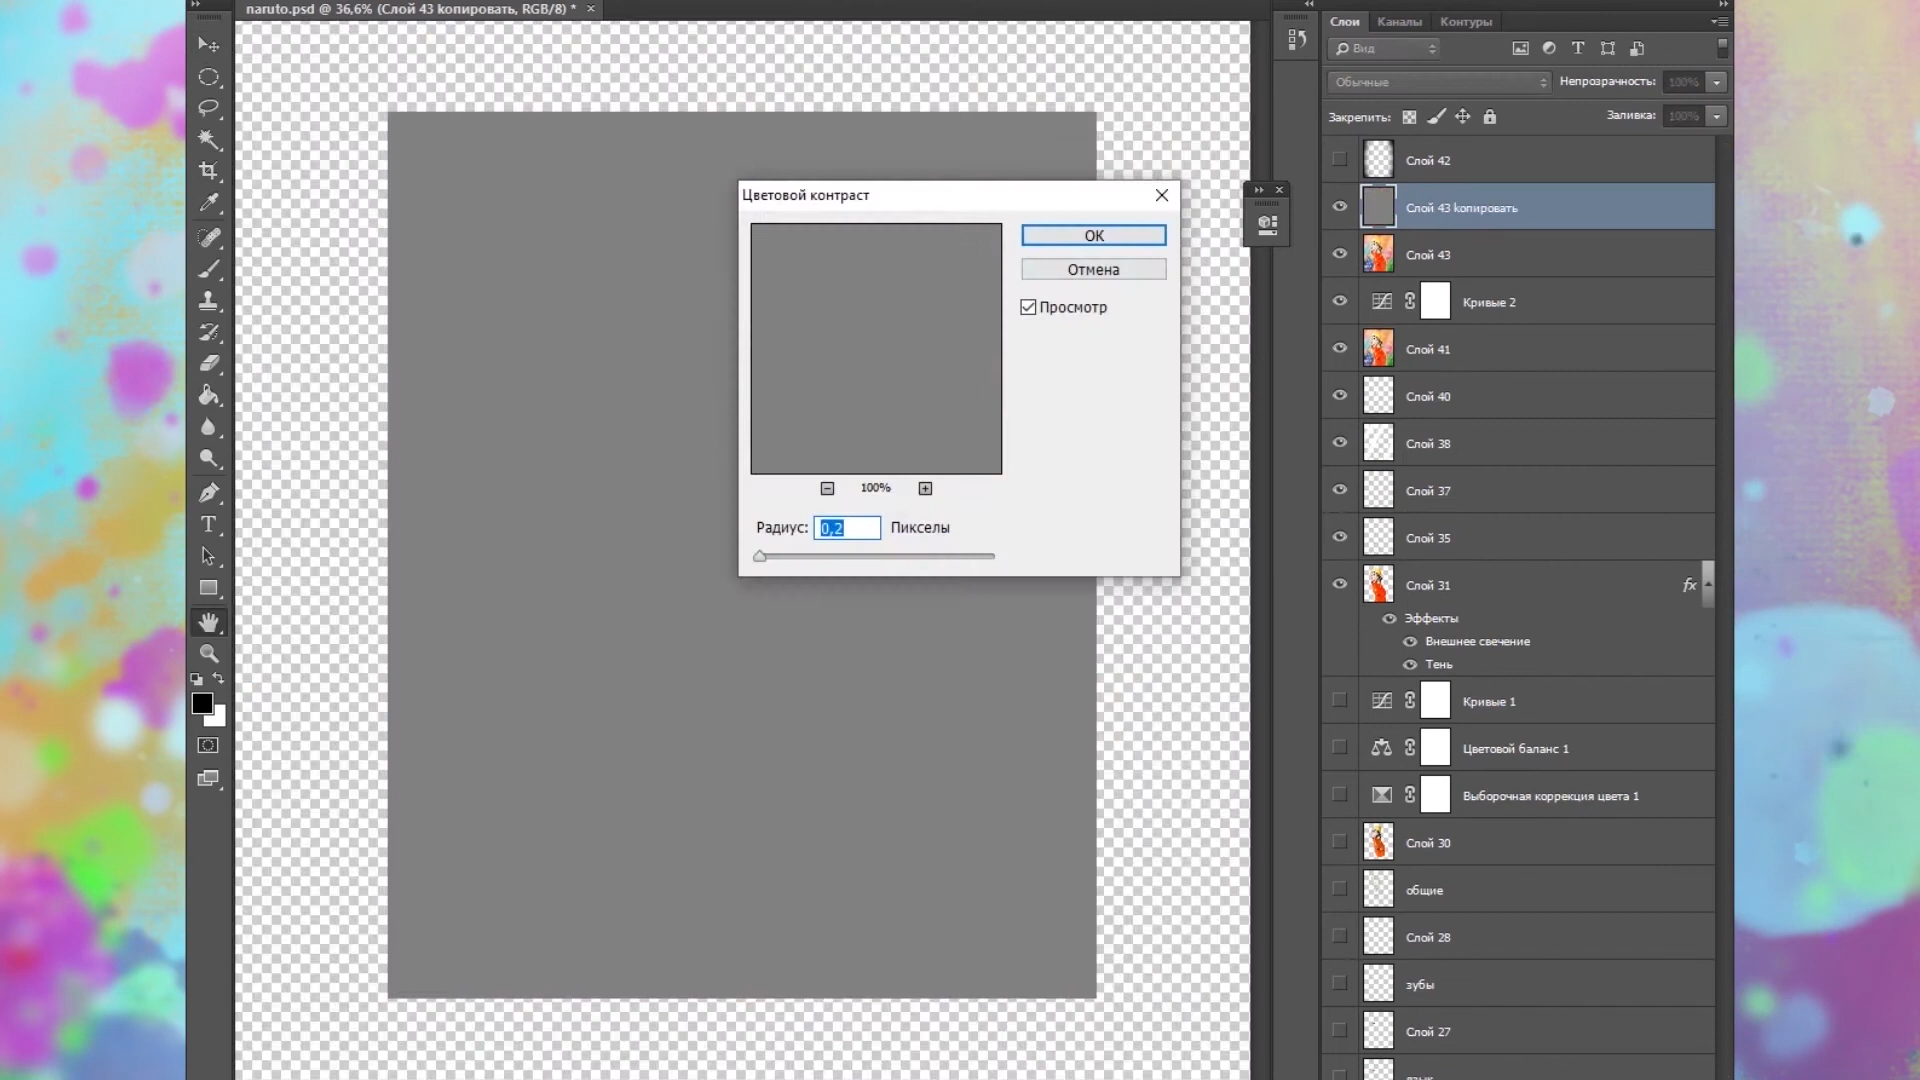 naruto.psd @ 36,6% (Слой 43 копировать, RGB/8) *
Слои Каналы Контуры
Вид
Обычные Непрозрачность: 100%
Закрепить: Заливка: 100%
Слой 42
Слой 43 копировать
Слой 43
Кривые 2
Слой 41
Слой 40
Слой 38
Слой 37
Слой 35
Слой 31 fx
Эффекты
Внешнее свечение
Тень
Кривые 1
Цветовой баланс 1
Выборочная коррекция цвета 1
Слой 30
общие
Слой 28
зубы
Слой 27
Цветовой контраст
OK
Отмена
Просмотр
100%
Радиус: 0,2 Пикселы